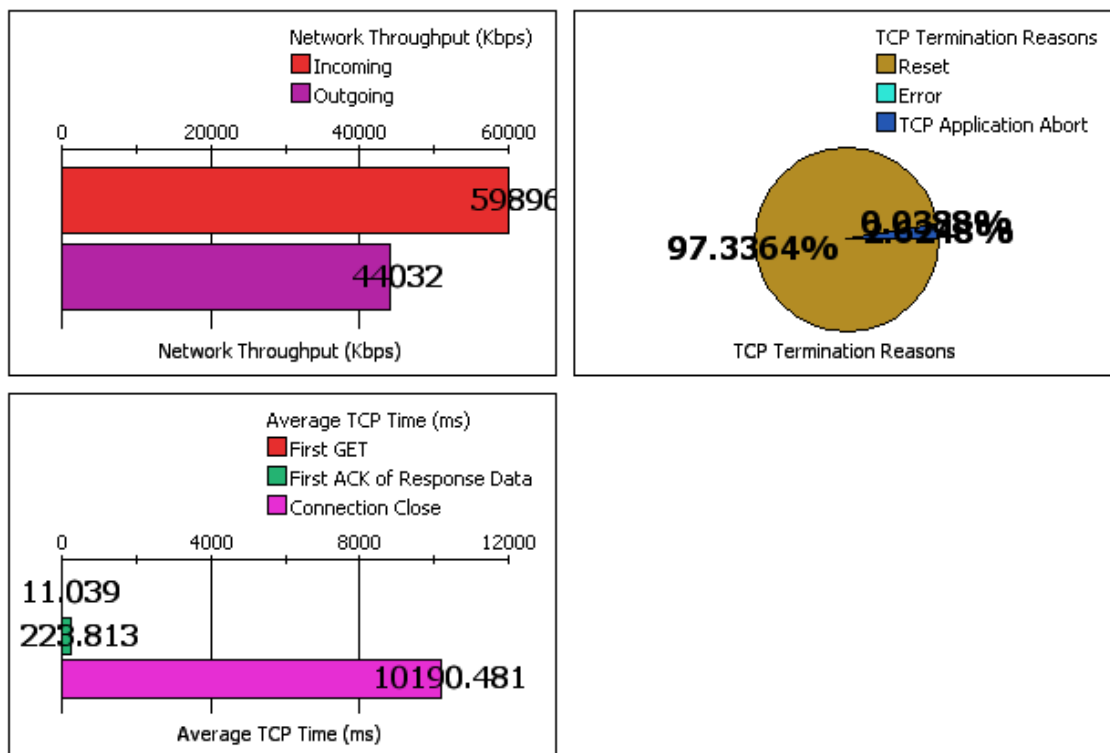 Network Throughput (Kbps)
Incoming
Outgoing
0 20000 40000 60000
59896
44032
Network Throughput (Kbps)
TCP Termination Reasons
Reset
Error
TCP Application Abort
97.3364%
TCP Termination Reasons
Average TCP Time (ms)
First GET
First ACK of Response Data
Connection Close
0 4000 8000 12000
11.039
223.813
10190.481
Average TCP Time (ms)